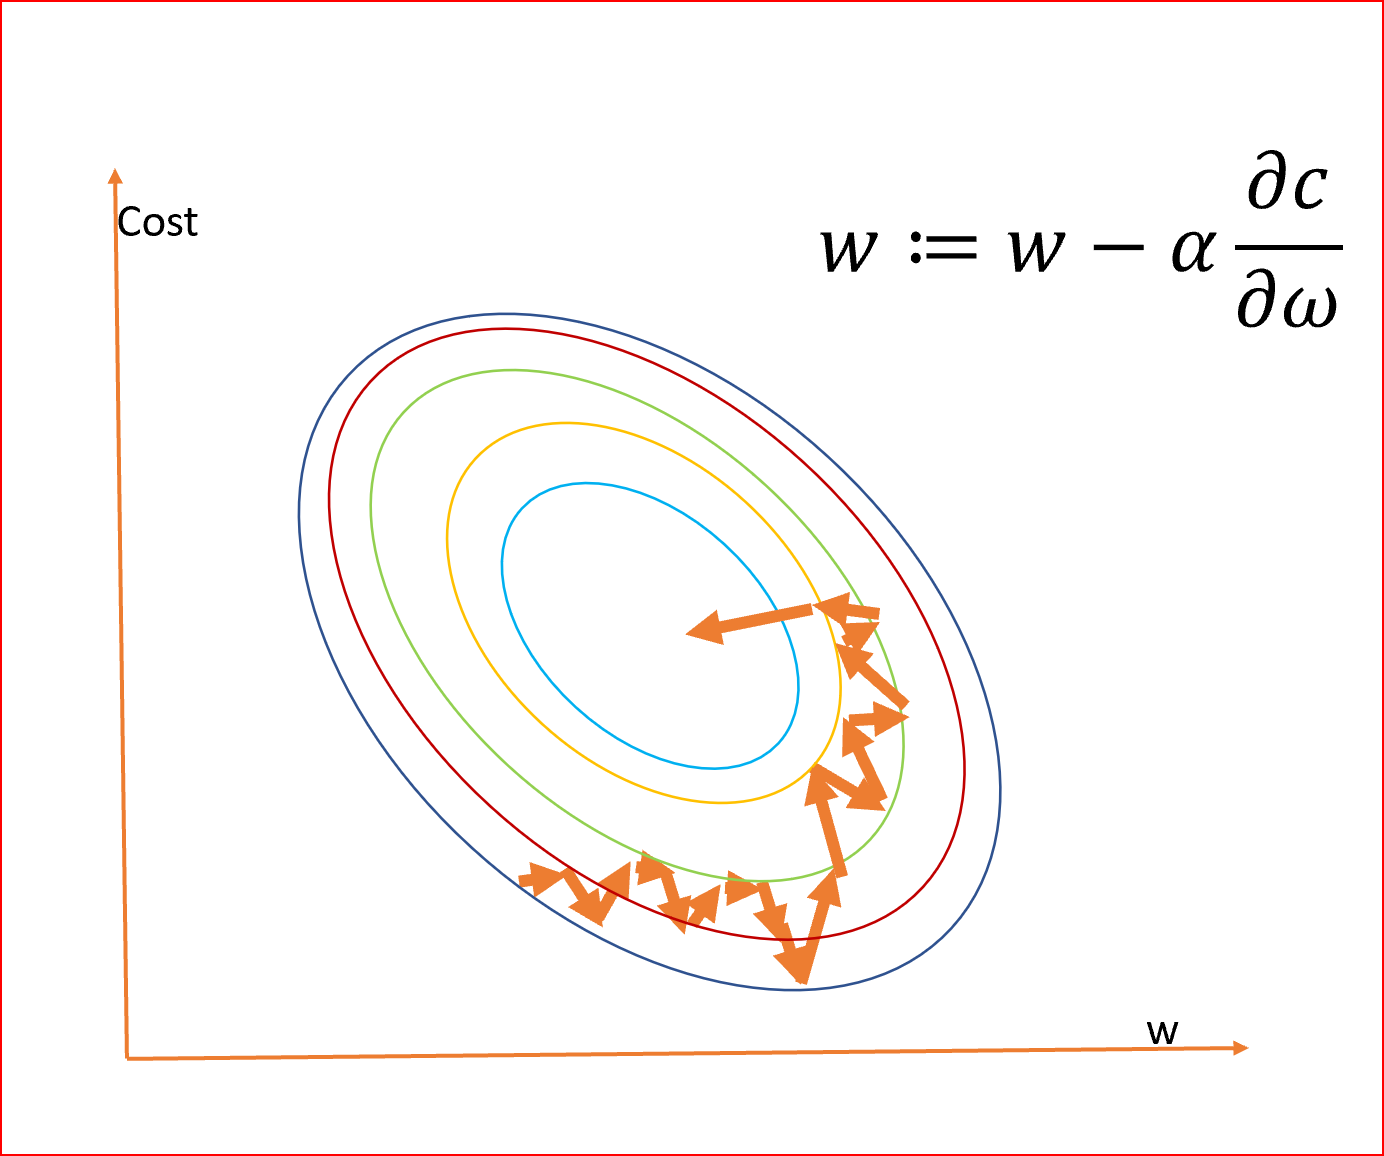 Cost
𝑤 ≔ 𝑤 − 𝛼 ∂𝑐/∂𝜔
w